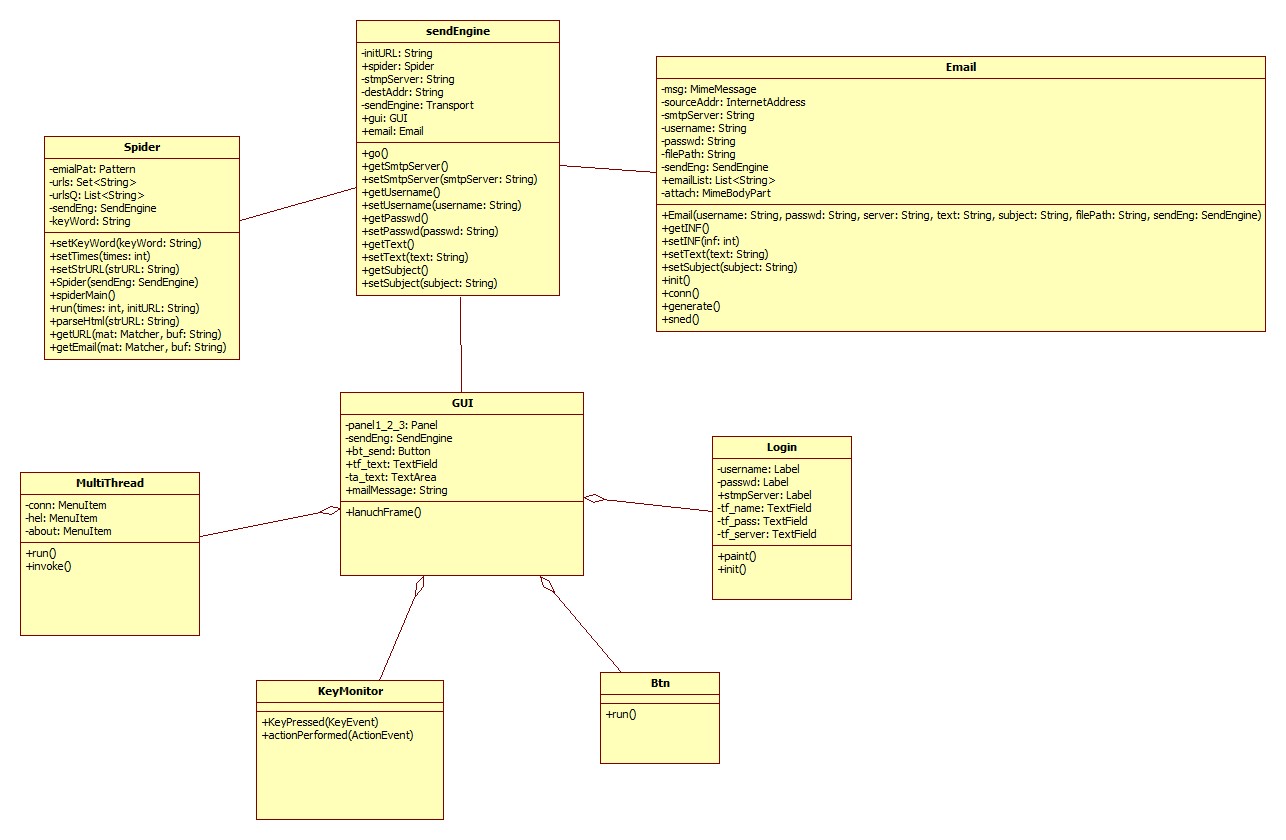 sendEngine
-initURL: String
+spider: Spider
-stmpServer: String
-destAddr: String
-sendEngine: Transport
+gui: GUI
+email: Email
+go()
+getSmtpServer()
+setSmtpServer(smtpServer: String)
+getUsername()
+setUsername(username: String)
+getPasswd()
+setPasswd(passwd: String)
+getText()
+setText(text: String)
+getSubject()
+setSubject(subject: String)
Email
-msg: MimeMessage
-sourceAddr: InternetAddress
-smtpServer: String
-username: String
-passwd: String
-filePath: String
-sendEng: SendEngine
+emailList: List<String>
-attach: MimeBodyPart
+Email(username: String, passwd: String, server: String, text: String, subject: String, filePath: String, sendEng: SendEngine)
+getINF()
+setINF(inf: int)
+setText(text: String)
+setSubject(subject: String)
+init()
+conn()
+generate()
+sned()
Spider
-emialPat: Pattern
-urls: Set<String>
-urlsQ: List<String>
-sendEng: SendEngine
-keyWord: String
+setKeyWord(keyWord: String)
+setTimes(times: int)
+setStrURL(strURL: String)
+Spider(sendEng: SendEngine)
+spiderMain()
+run(times: int, initURL: String)
+parseHtml(strURL: String)
+getURL(mat: Matcher, buf: String)
+getEmail(mat: Matcher, buf: String)
GUI
-panel1_2_3: Panel
-sendEng: SendEngine
+bt_send: Button
+tf_text: TextField
-ta_text: TextArea
+mailMessage: String
+lanuchFrame()
Login
-username: Label
-passwd: Label
+stmpServer: Label
-tf_name: TextField
-tf_pass: TextField
-tf_server: TextField
+paint()
+init()
MultiThread
-conn: MenuItem
-hel: MenuItem
-about: MenuItem
+run()
+invoke()
KeyMonitor
+KeyPressed(KeyEvent)
+actionPerformed(ActionEvent)
Btn
+run()